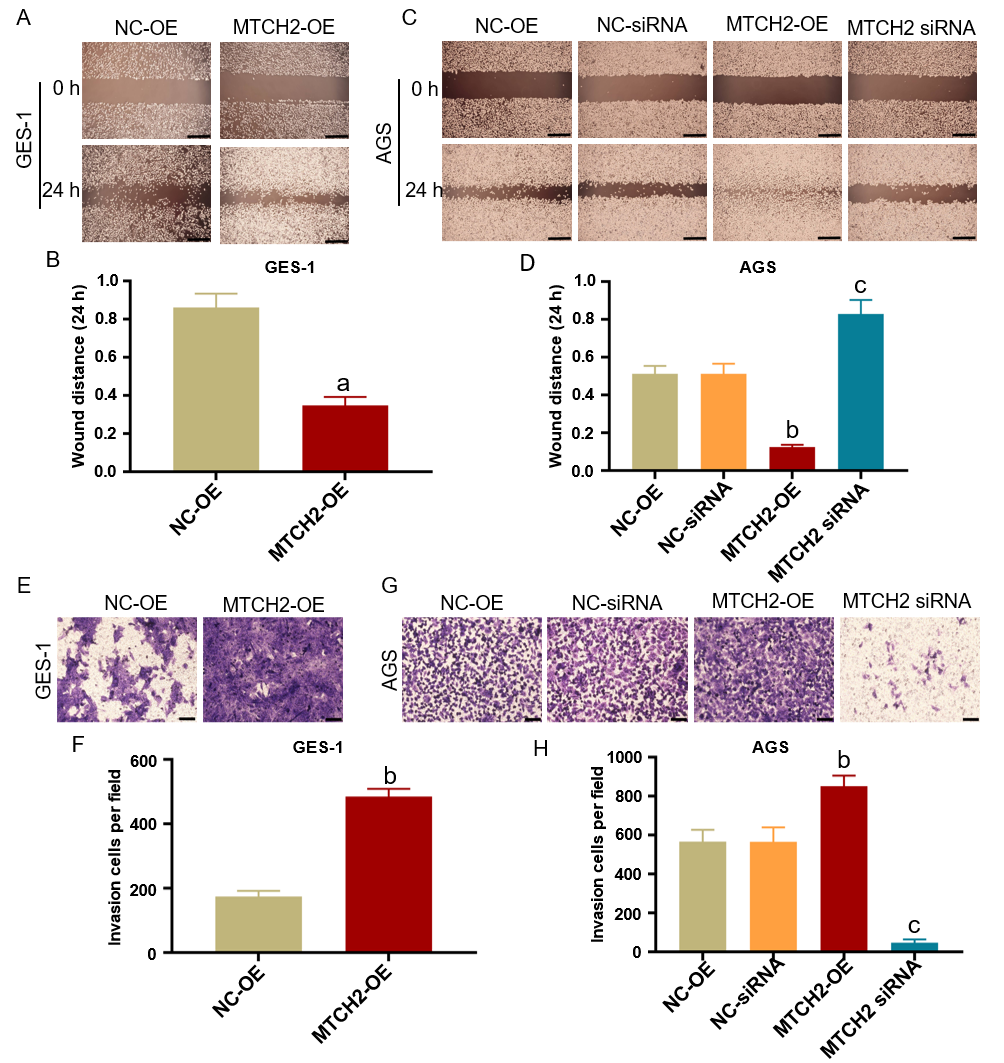 A
NC-OE
MTCH2-OE
GES-1
0 h
24 h
C
NC-OE
NC-siRNA
MTCH2-OE
MTCH2 siRNA
AGS
0 h
24 h
B
GES-1
Wound distance (24 h)
1.0
0.8
0.6
0.4
0.2
0.0
a
NC-OE
MTCH2-OE
D
AGS
Wound distance (24 h)
1.0
0.8
0.6
0.4
0.2
0.0
b
c
NC-OE
NC-siRNA
MTCH2-OE
MTCH2 siRNA
E
NC-OE
MTCH2-OE
GES-1
G
NC-OE
NC-siRNA
MTCH2-OE
MTCH2 siRNA
AGS
F
GES-1
Invasion cells per field
600
400
200
0
b
NC-OE
MTCH2-OE
H
AGS
Invasion cells per field
1000
800
600
400
200
0
b
c
NC-OE
NC-siRNA
MTCH2-OE
MTCH2 siRNA